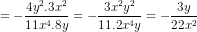 = -\frac{4y^2.3x^2}{11x^4.8y} = -\frac{3x^2y^2}{11.2x^4y} = -\frac{3y}{22x^2}